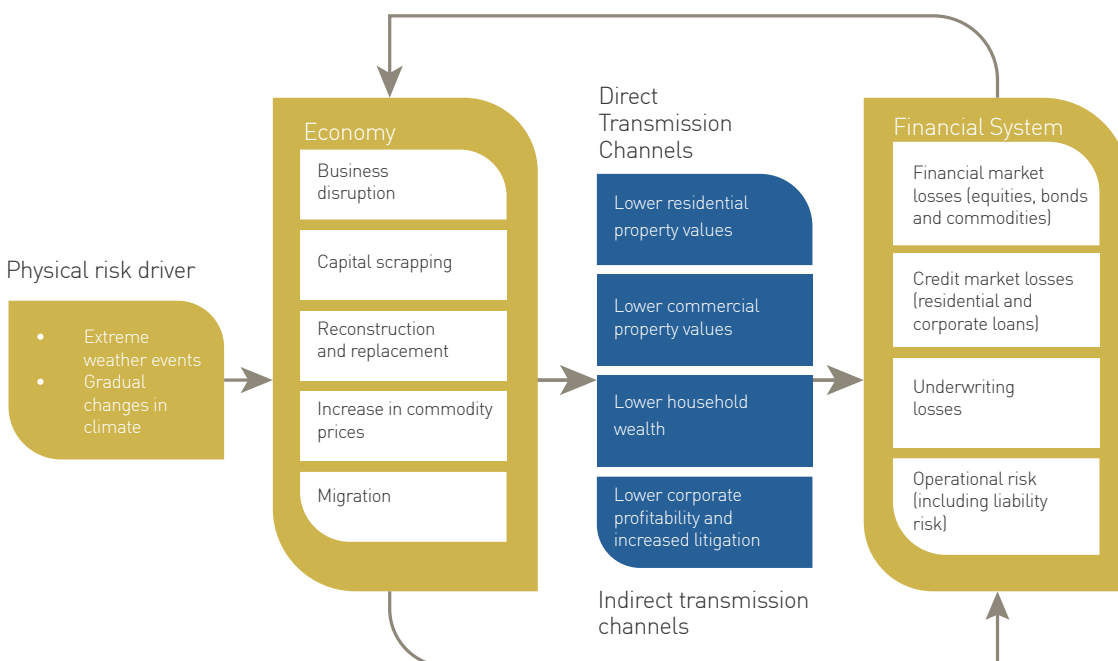 Physical risk driver
• Extreme
weather events
• Gradual
changes in
climate
Economy
Business
disruption
Capital scrapping
Reconstruction
and replacement
Increase in commodity
prices
Migration
Direct
Transmission
Channels
Lower residential
property values
Lower commercial
property values
Lower household
wealth
Lower corporate
profitability and
increased litigation
Indirect transmission
channels
Financial System
Financial market
losses (equities, bonds
and commodities)
Credit market losses
(residential and
corporate loans)
Underwriting
losses
Operational risk
(including liability
risk)